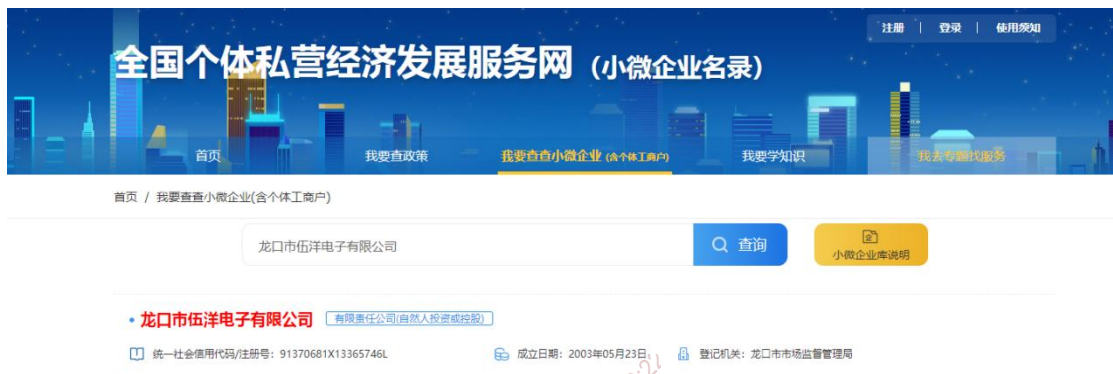 注册 | 登录 | 使用须知
全国个体私营经济发展服务网（小微企业名录）
首页 我要查政策 我要查查小微企业 (含个体工商户) 我要学知识 我去专题找服务
首页 / 我要查查小微企业(含个体工商户)
龙口市伍洋电子有限公司 查询 小微企业库说明
龙口市伍洋电子有限公司 有限责任公司(自然人投资或控股)
统一社会信用代码/注册号：91370681X13365746L 成立日期：2003年05月23日 登记机关：龙口市市场监督管理局